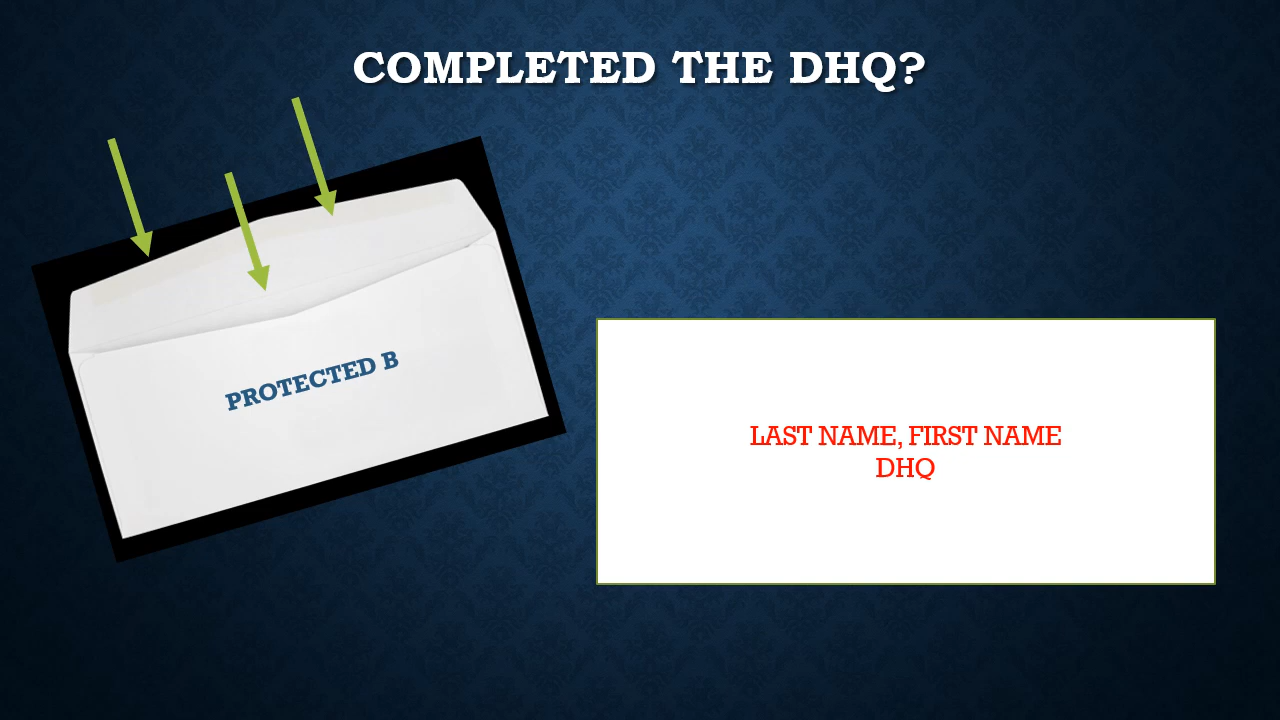 COMPLETED THE DHQ?
PROTECTED B
LAST NAME, FIRST NAME
DHQ